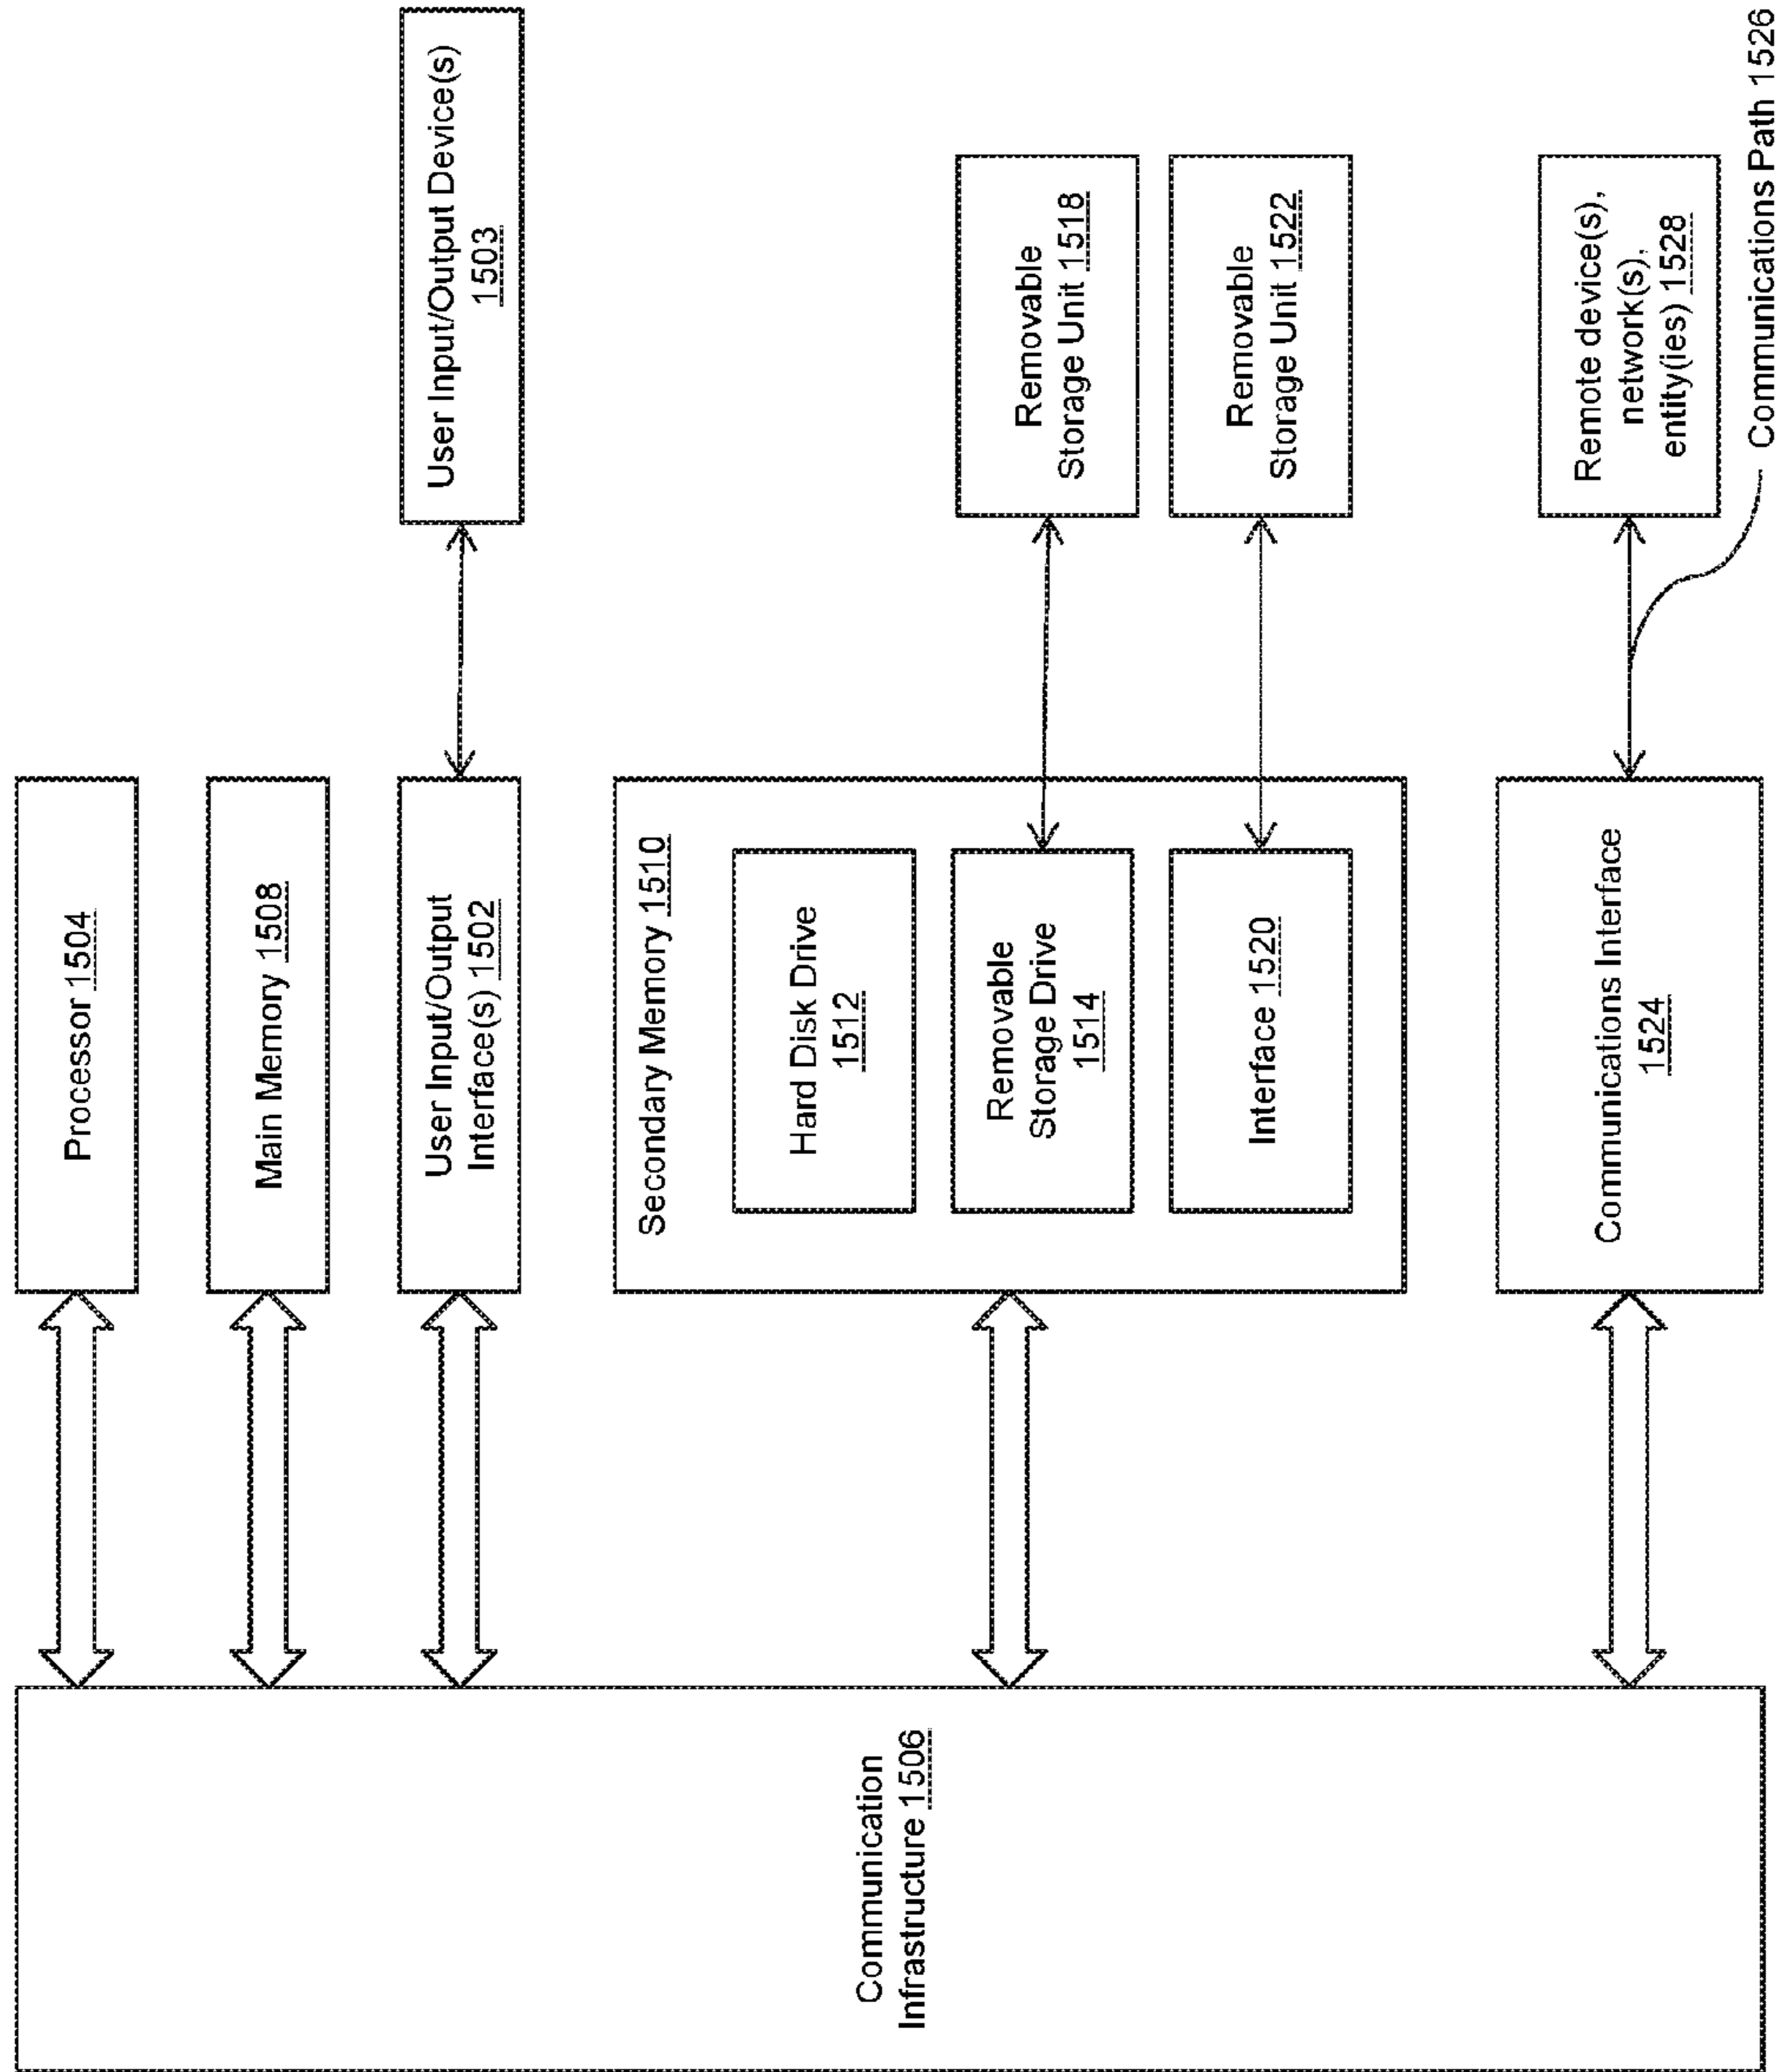 Processor 1504
Main Memory 1508
User Input/Output
Interface(s) 1502
User Input/Output Device(s)
1503
Communication
Infrastructure 1506
Secondary Memory 1510
Hard Disk Drive
1512
Removable
Storage Drive
1514
Removable
Storage Unit 1518
Interface 1520
Removable
Storage Unit 1522
Communications Interface
1524
Remote device(s),
network(s),
entity(ies) 1528
Communications Path 1526